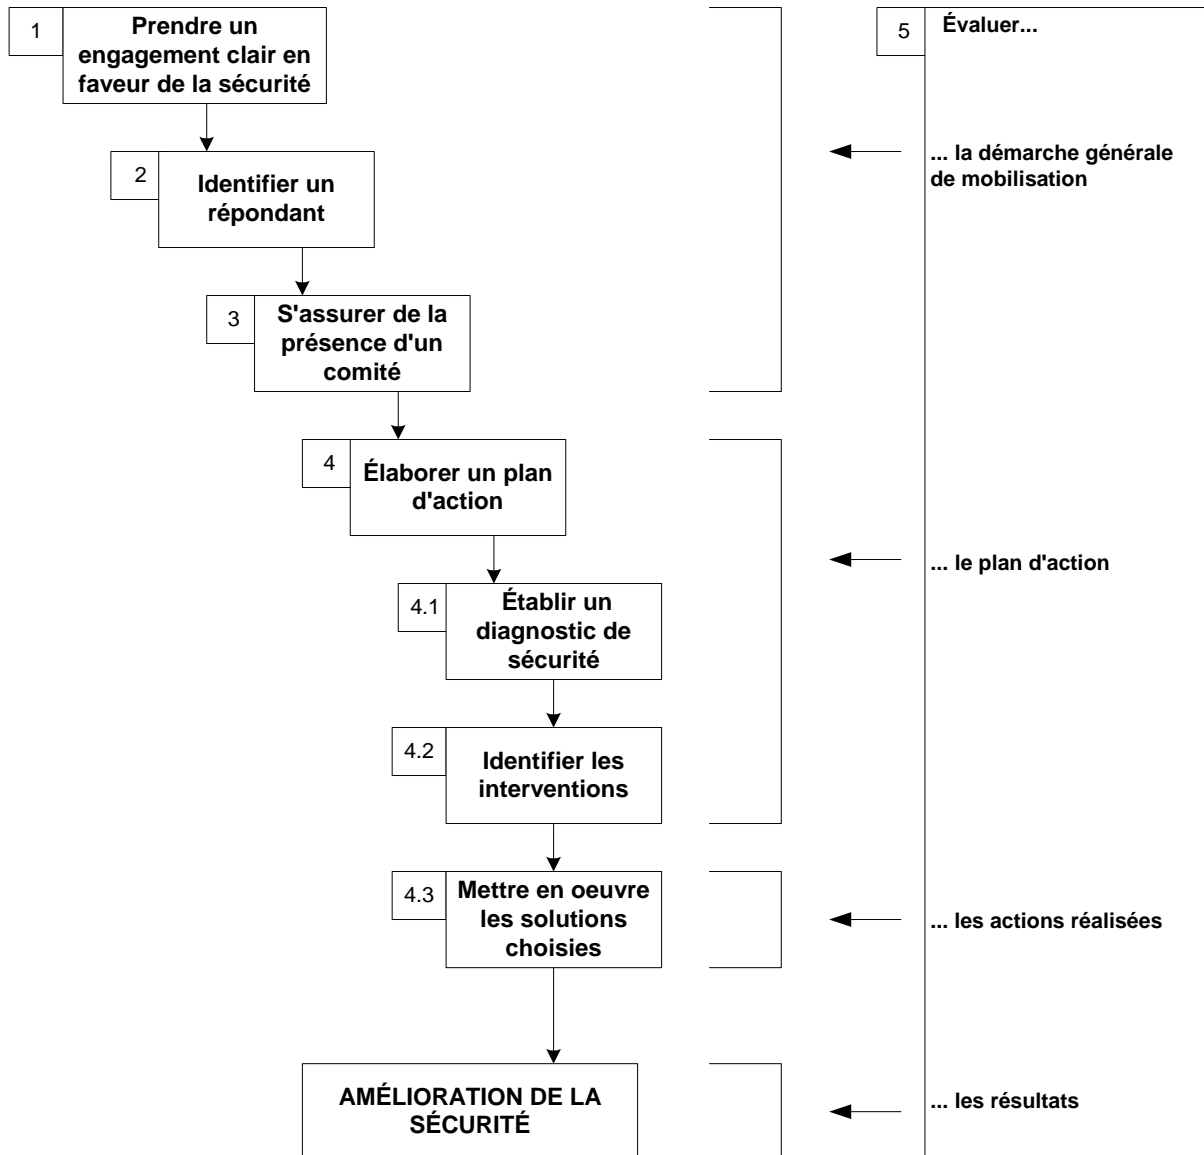 1
Prendre un
engagement clair en
faveur de la sécurité
2
Identifier un
répondant
3
S'assurer de la
présence d'un
comité
4
Élaborer un plan
d'action
4.1
Établir un
diagnostic de
sécurité
4.2
Identifier les
interventions
4.3
Mettre en oeuvre
les solutions
choisies
AMÉLIORATION DE LA
SÉCURITÉ
5
Évaluer...
... la démarche générale
de mobilisation
... le plan d'action
... les actions réalisées
... les résultats